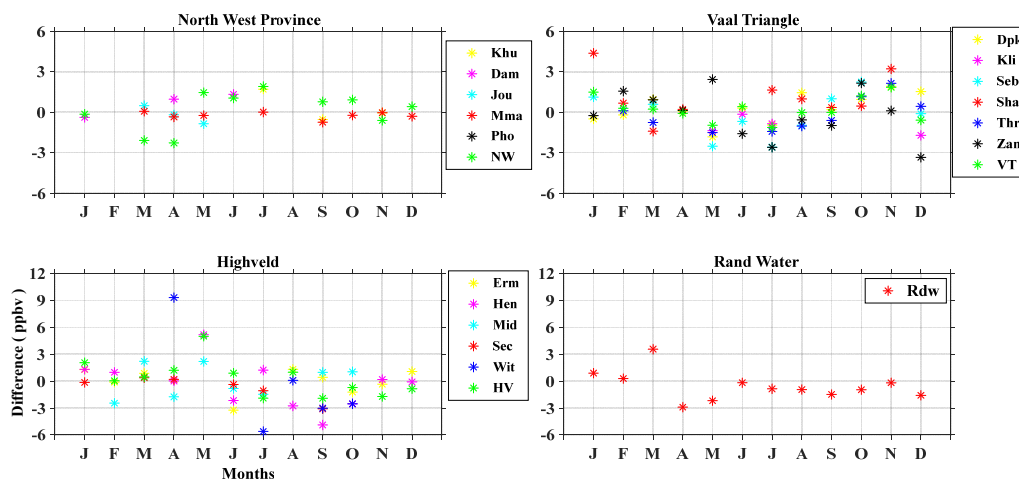 North West Province
6
3
0
-3
-6
J F M A M J J A S O N D
Khu
Dam
Jou
Mma
Pho
NW
Vaal Triangle
6
3
0
-3
-6
J F M A M J J A S O N D
Dpk
Kli
Seb
Sha
Thr
Zam
VT
Highveld
Difference ( ppbv )
12
9
6
3
0
-3
-6
J F M A M J J A S O N D
Months
Erm
Hen
Mid
Sec
Wit
HV
Rand Water
12
9
6
3
0
-3
-6
J F M A M J J A S O N D
Rdw